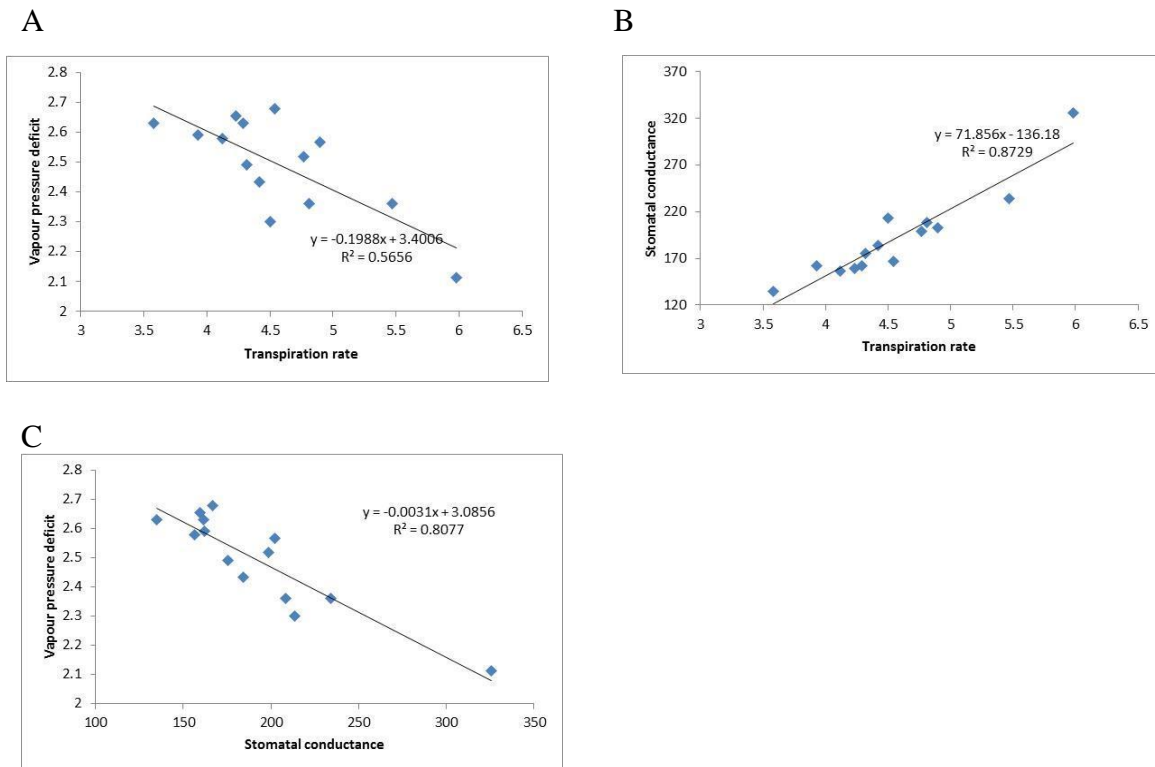 A
2.8
2.7
2.6
2.5
2.4
2.3
2.2
2.1
2
Vapour pressure deficit
y = -0.1988x + 3.4006
R² = 0.5656
3 3.5 4 4.5 5 5.5 6 6.5
Transpiration rate
B
370
320
270
220
170
120
Stomatal conductance
y = 71.856x - 136.18
R² = 0.8729
3 3.5 4 4.5 5 5.5 6 6.5
Transpiration rate
C
2.8
2.7
2.6
2.5
2.4
2.3
2.2
2.1
2
Vapour pressure deficit
y = -0.0031x + 3.0856
R² = 0.8077
100 150 200 250 300 350
Stomatal conductance